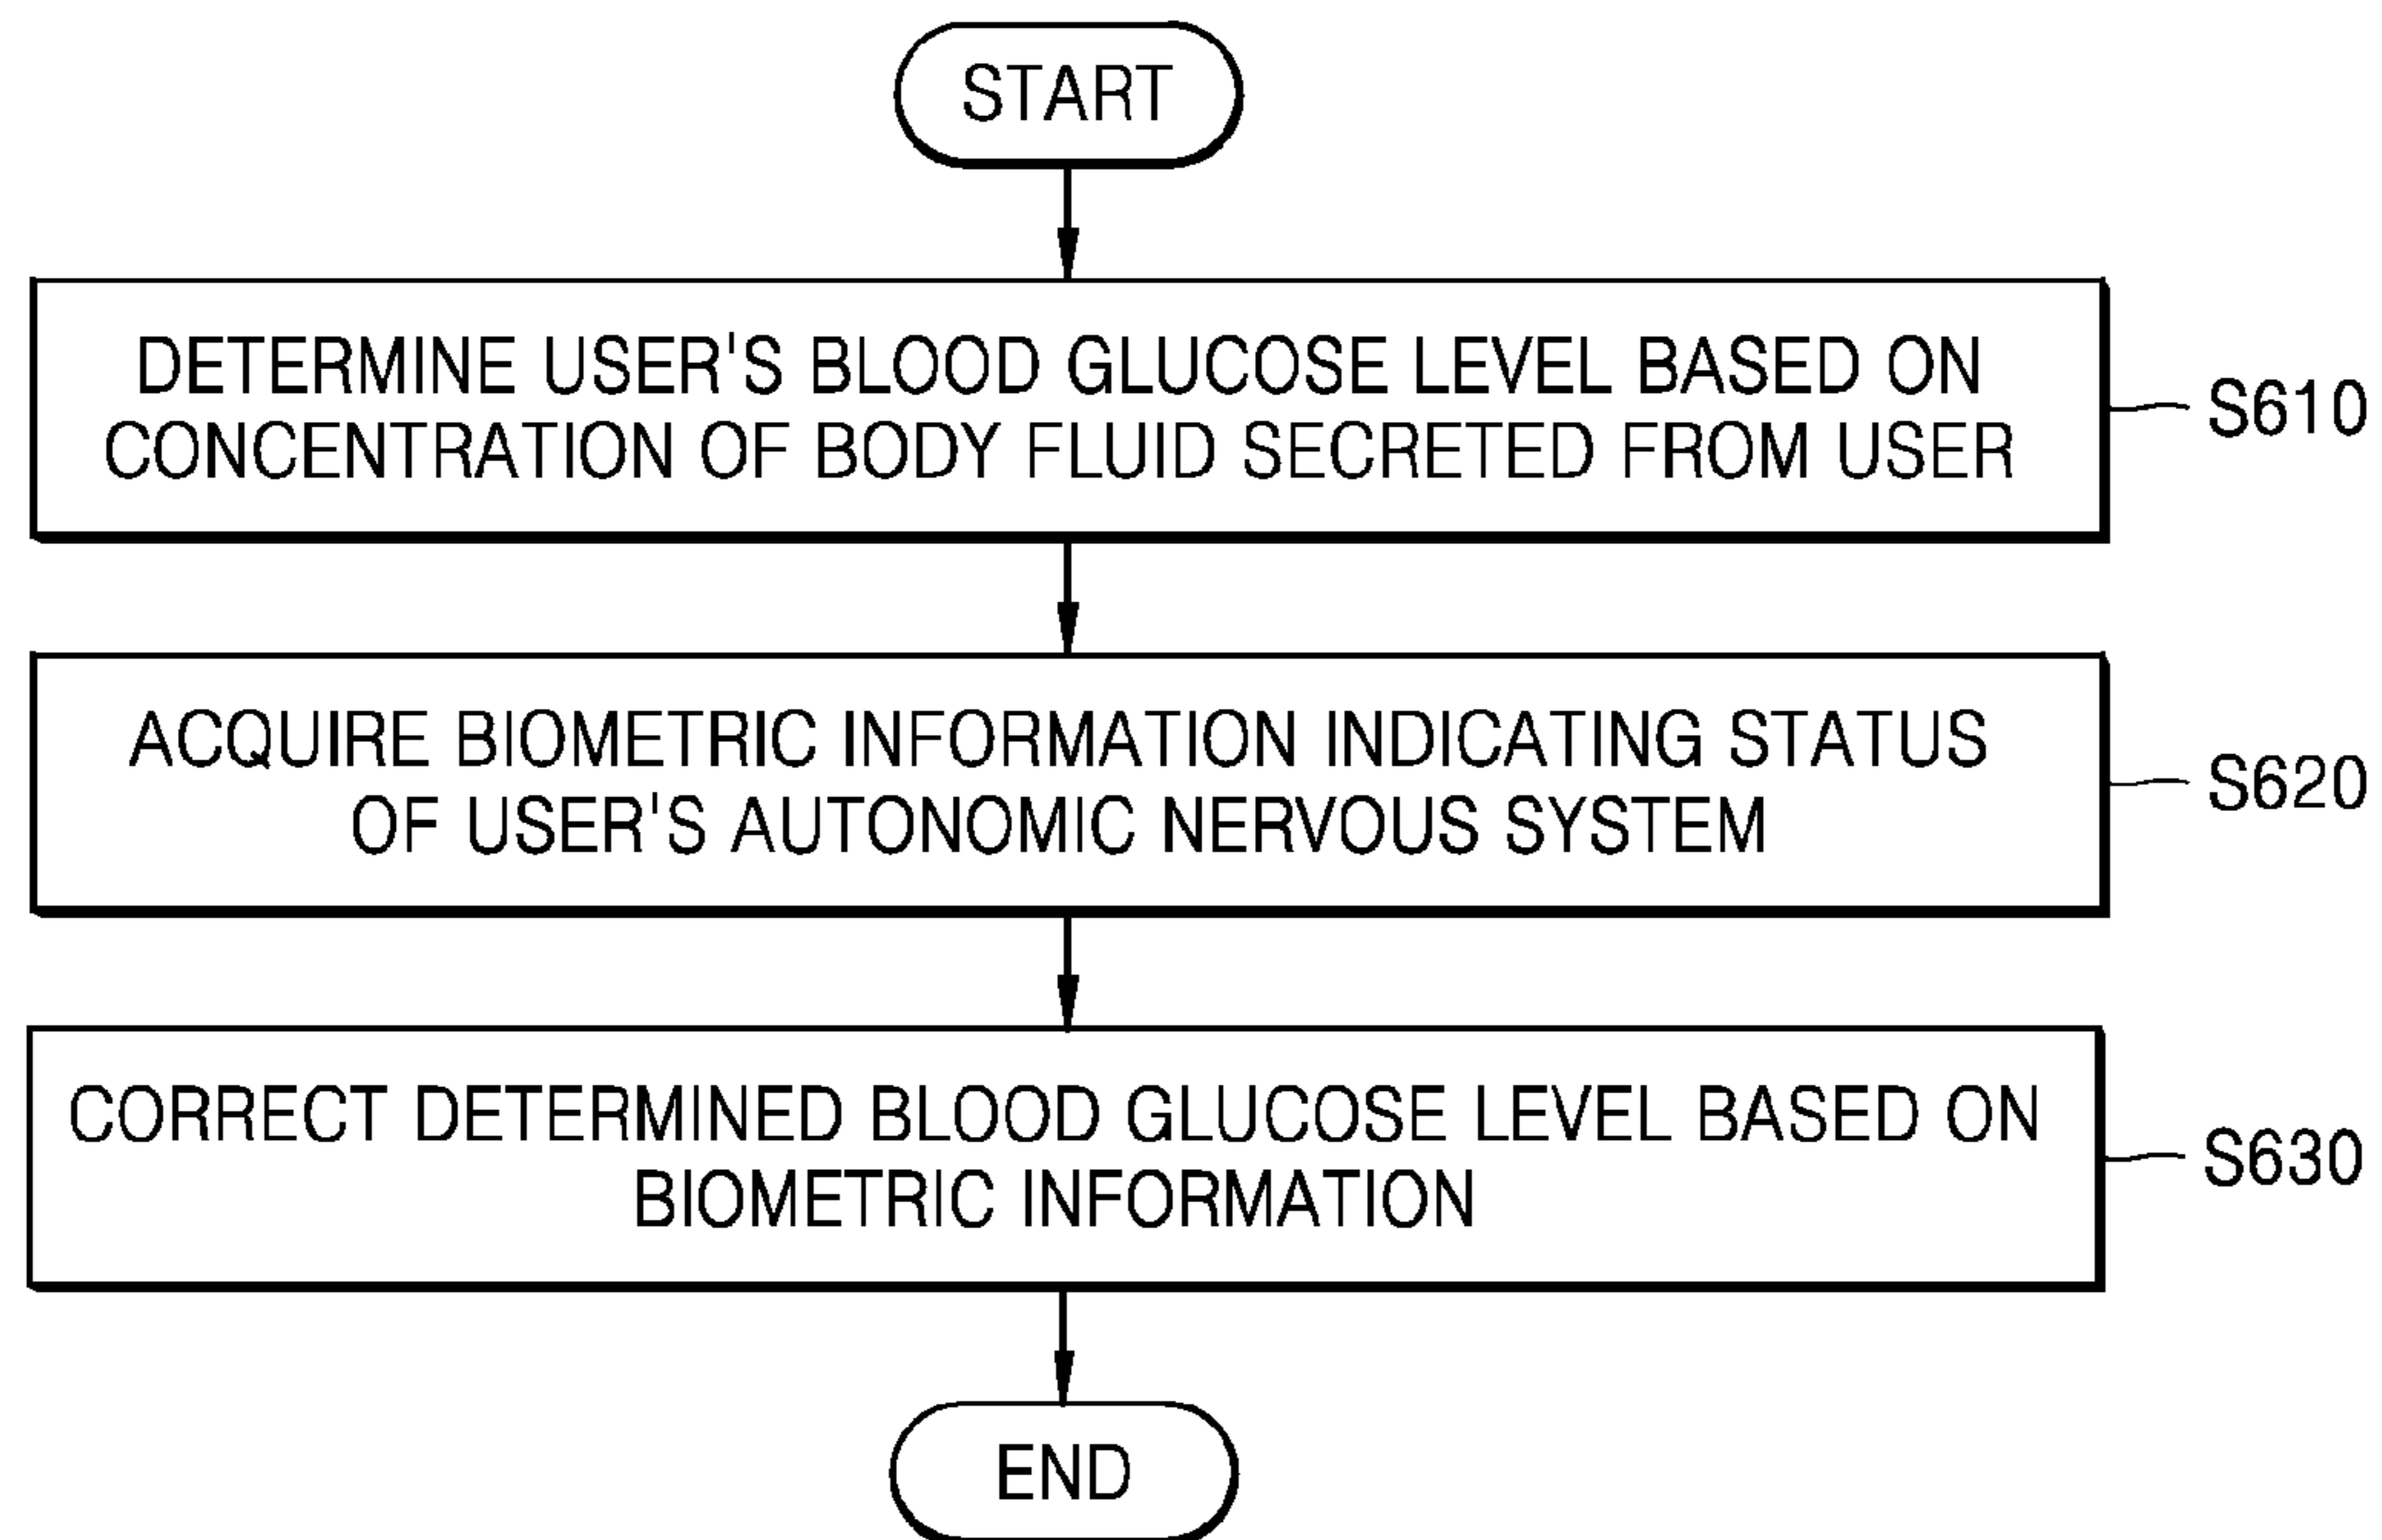 START
DETERMINE USER'S BLOOD GLUCOSE LEVEL BASED ON
CONCENTRATION OF BODY FLUID SECRETED FROM USER
S610
ACQUIRE BIOMETRIC INFORMATION INDICATING STATUS
OF USER'S AUTONOMIC NERVOUS SYSTEM
S620
CORRECT DETERMINED BLOOD GLUCOSE LEVEL BASED ON
BIOMETRIC INFORMATION
S630
END